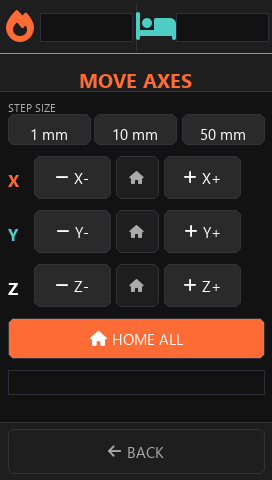 MOVE AXES
STEP SIZE
1 mm 10 mm 50 mm
X − X- + X+
Y − Y- + Y+
Z − Z- + Z+
HOME ALL
BACK